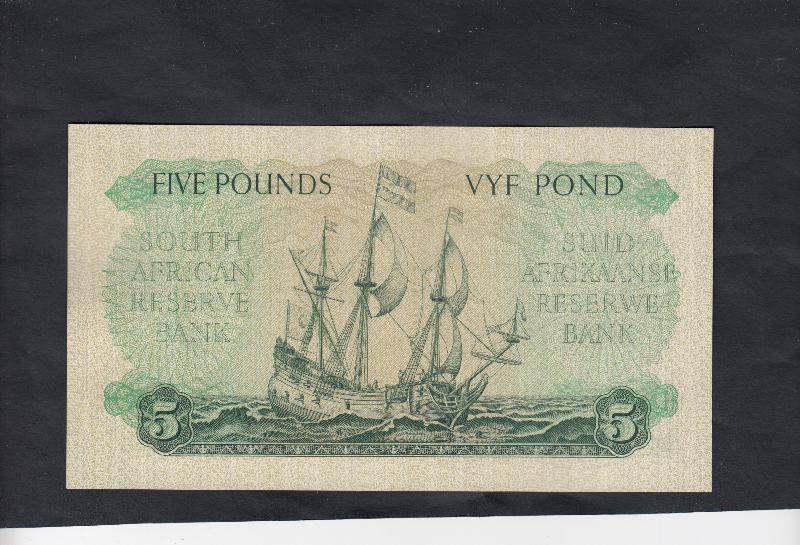 FIVE POUNDS
VYF POND
SOUTH
AFRICAN
RESERVE
BANK
SUID-
AFRIKAANSE
RESERWE
BANK
5
5